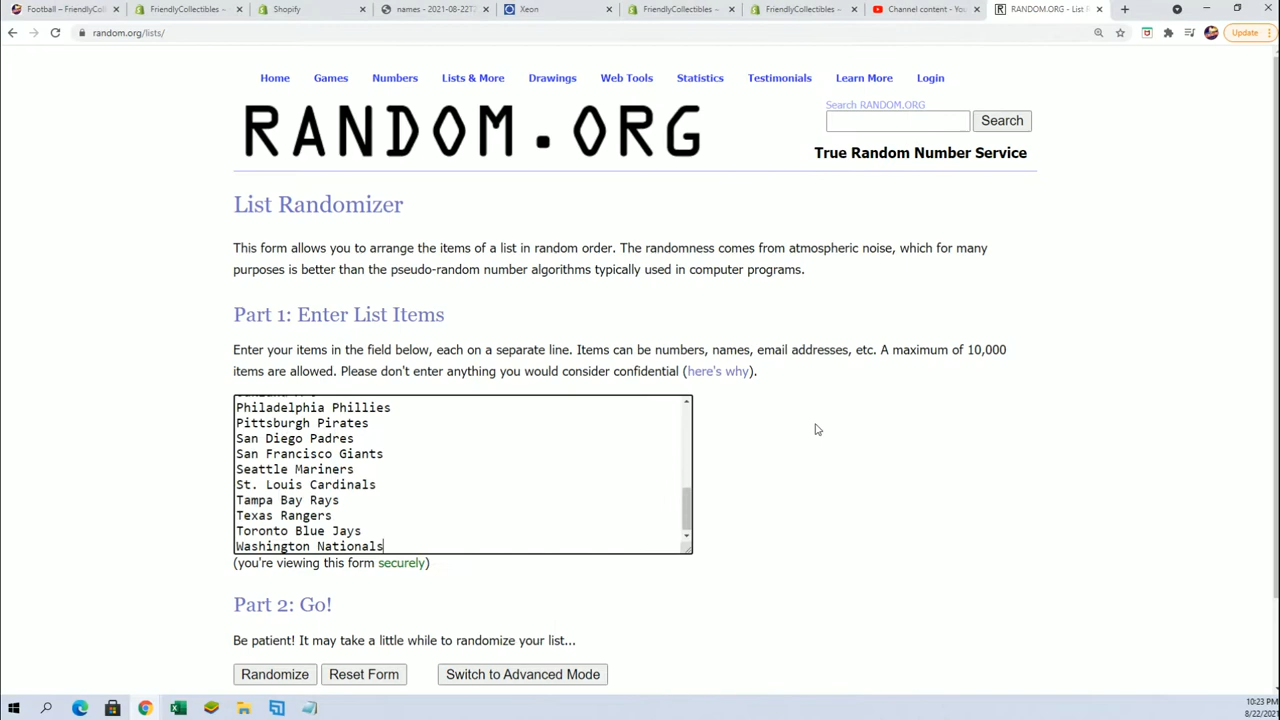 Football – FriendlyCollectibles
FriendlyCollectibles ~
Shopify
names - 2021-08-22T
Xeon
FriendlyCollectibles ~
FriendlyCollectibles ~
Channel content - You
RANDOM.ORG - List
random.org/lists/
Update
Home Games Numbers Lists & More Drawings Web Tools Statistics Testimonials Learn More Login
RANDOM.ORG
Search RANDOM.ORG
Search
True Random Number Service
List Randomizer
This form allows you to arrange the items of a list in random order. The randomness comes from atmospheric noise, which for many
purposes is better than the pseudo-random number algorithms typically used in computer programs.
Part 1: Enter List Items
Enter your items in the field below, each on a separate line. Items can be numbers, names, email addresses, etc. A maximum of 10,000
items are allowed. Please don't enter anything you would consider confidential (here's why).
Philadelphia Phillies
Pittsburgh Pirates
San Diego Padres
San Francisco Giants
Seattle Mariners
St. Louis Cardinals
Tampa Bay Rays
Texas Rangers
Toronto Blue Jays
Washington Nationals
(you're viewing this form securely)
Part 2: Go!
Be patient! It may take a little while to randomize your list...
Randomize Reset Form Switch to Advanced Mode
10:23 PM
8/22/2021